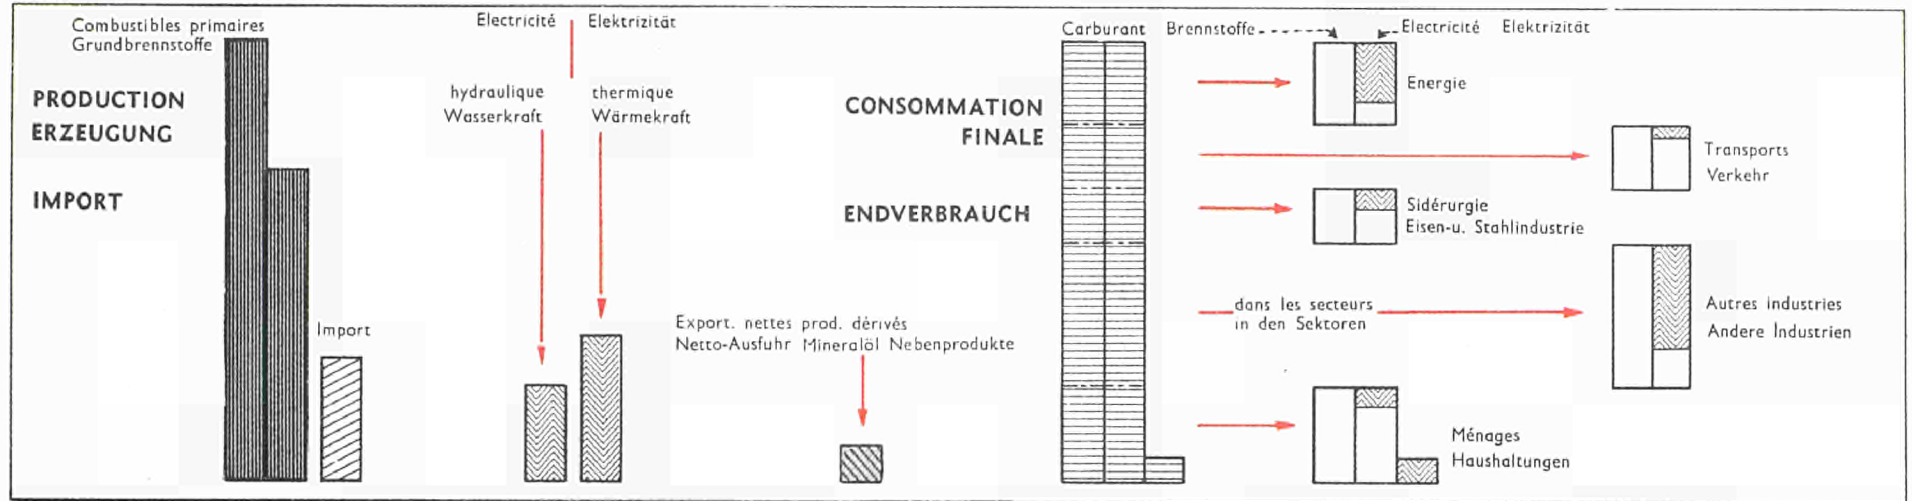 Combustibles primaires
Grundbrennstoffe
PRODUCTION
ERZEUGUNG
IMPORT
Import
Electricité Elektrizität
hydraulique
Wasserkraft
thermique
Wärmekraft
Export. nettes prod. dérivés
Netto-Ausfuhr Mineralöl Nebenprodukte
CONSOMMATION
FINALE
ENDVERBRAUCH
Carburant Brennstoffe
Electricité Elektrizität
Energie
Transports
Verkehr
Sidérurgie
Eisen-u. Stahlindustrie
dans les secteurs
in den Sektoren
Autres industries
Andere Industrien
Ménages
Haushaltungen